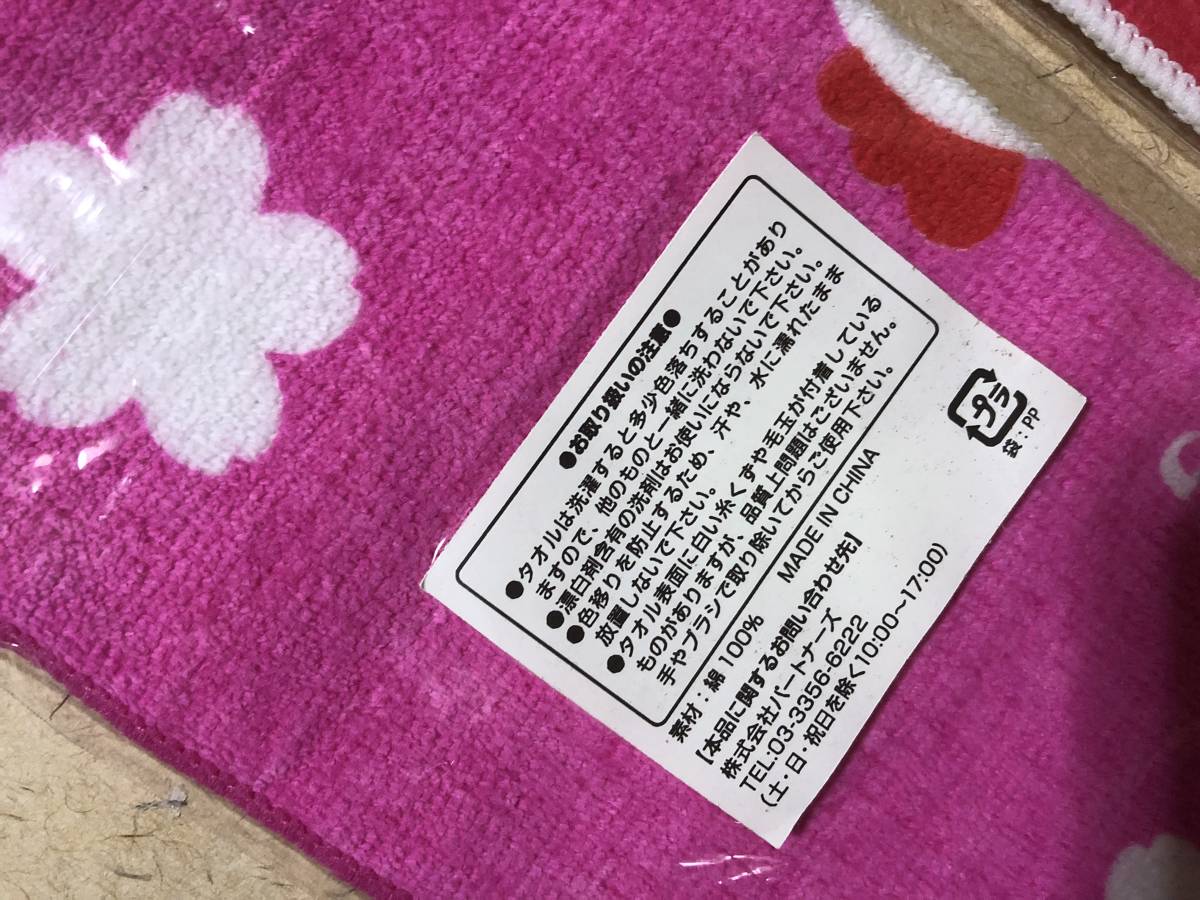 ●お取り扱いの注意●
●タオルは洗濯すると多少色落ちすることがあり
ますので、他のものと一緒に洗わないで下さい。
●漂白剤含有の洗剤はお使いにならないで下さい。
●色移りを防止するため、汗や、水に濡れたまま
放置しないで下さい。
●タオル表面に白い糸くずや毛玉が付着している
ものがありますが、品質上問題はございません。
手やブラシで取り除いてからご使用下さい。
素材：綿 100%　MADE IN CHINA
【本品に関するお問い合わせ先】
株式会社パートナーズ
TEL:03-3356-6222
(土・日・祝日を除く10:00～17:00)
プラ
袋：PP